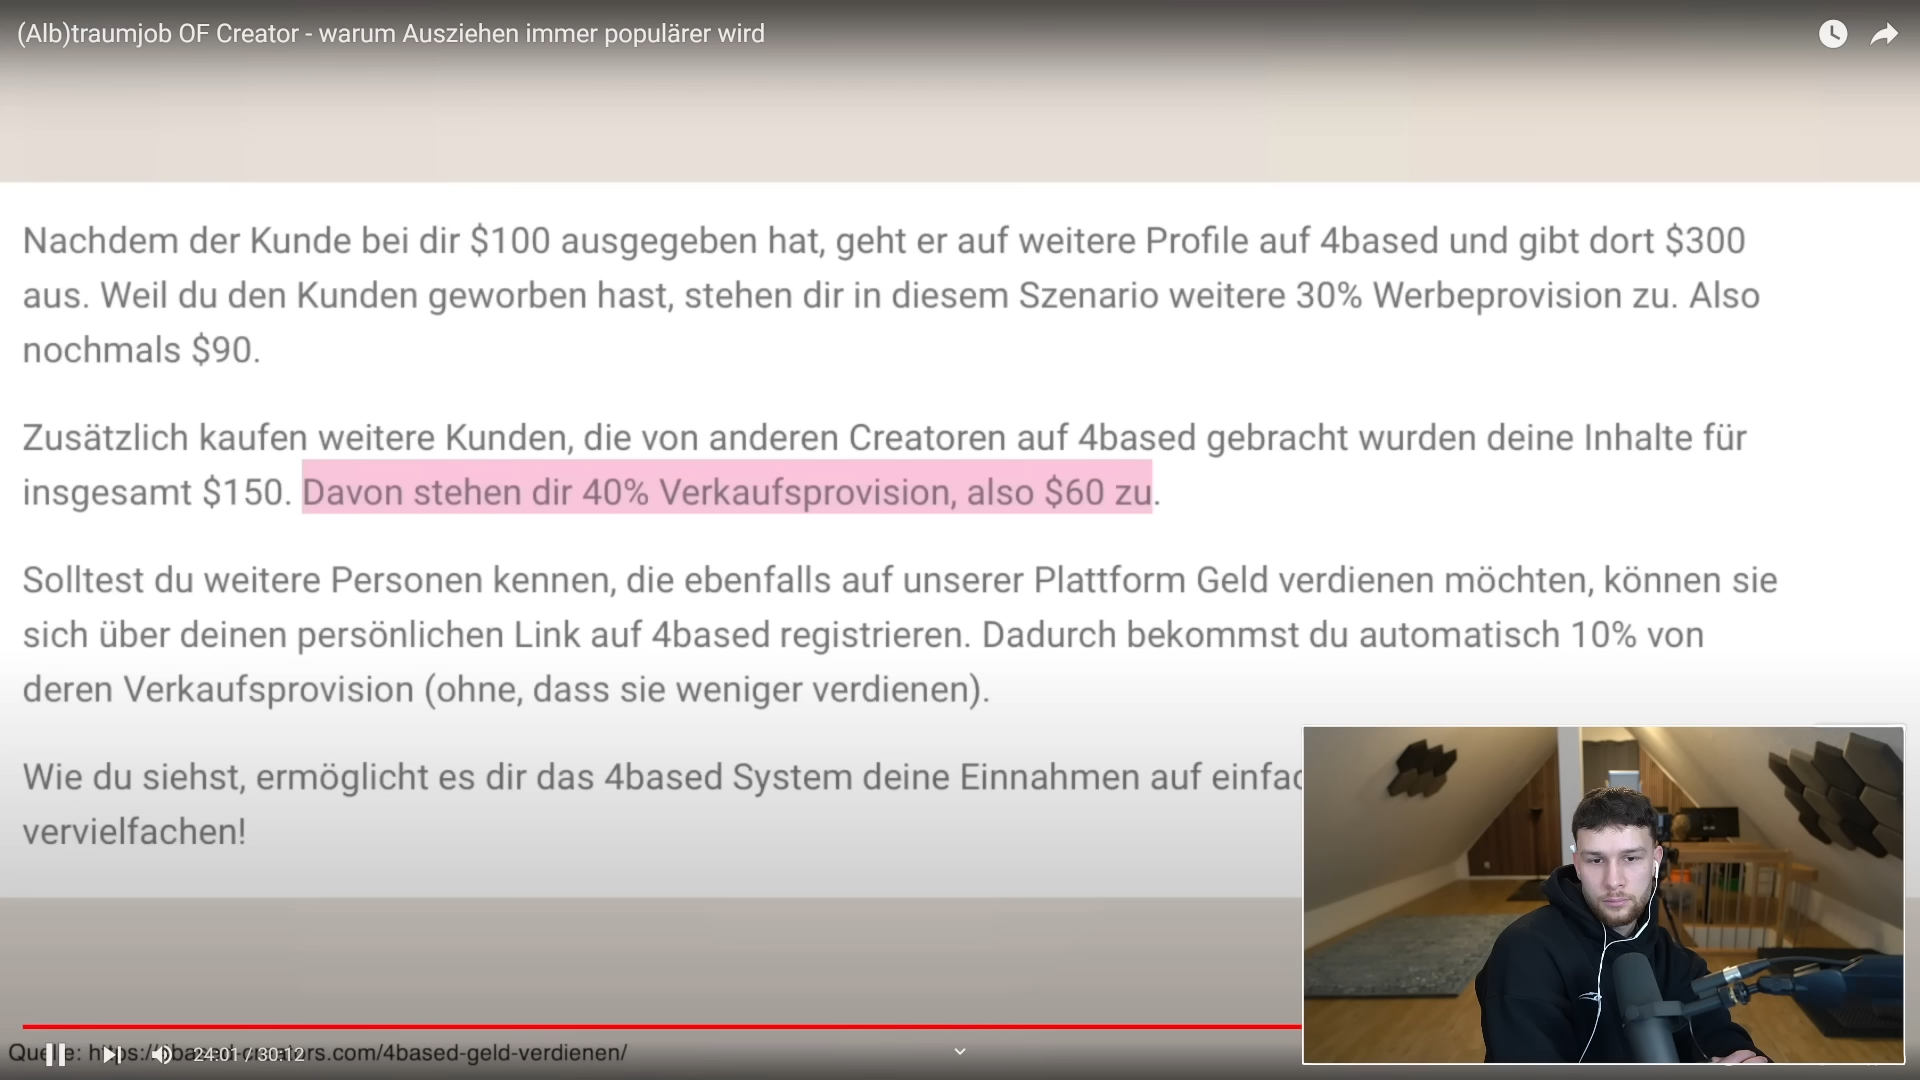 (Alb)traumjob OF Creator - warum Ausziehen immer populärer wird
Nachdem der Kunde bei dir $100 ausgegeben hat, geht er auf weitere Profile auf 4based und gibt dort $300
aus. Weil du den Kunden geworben hast, stehen dir in diesem Szenario weitere 30% Werbeprovision zu. Also
nochmals $90.
Zusätzlich kaufen weitere Kunden, die von anderen Creatoren auf 4based gebracht wurden deine Inhalte für
insgesamt $150. Davon stehen dir 40% Verkaufsprovision, also $60 zu.
Solltest du weitere Personen kennen, die ebenfalls auf unserer Plattform Geld verdienen möchten, können sie
sich über deinen persönlichen Link auf 4based registrieren. Dadurch bekommst du automatisch 10% von
deren Verkaufsprovision (ohne, dass sie weniger verdienen).
Wie du siehst, ermöglicht es dir das 4based System deine Einnahmen auf einfac
vervielfachen!
Quelle: https://4based-creators.com/4based-geld-verdienen/
24:01 / 30:12